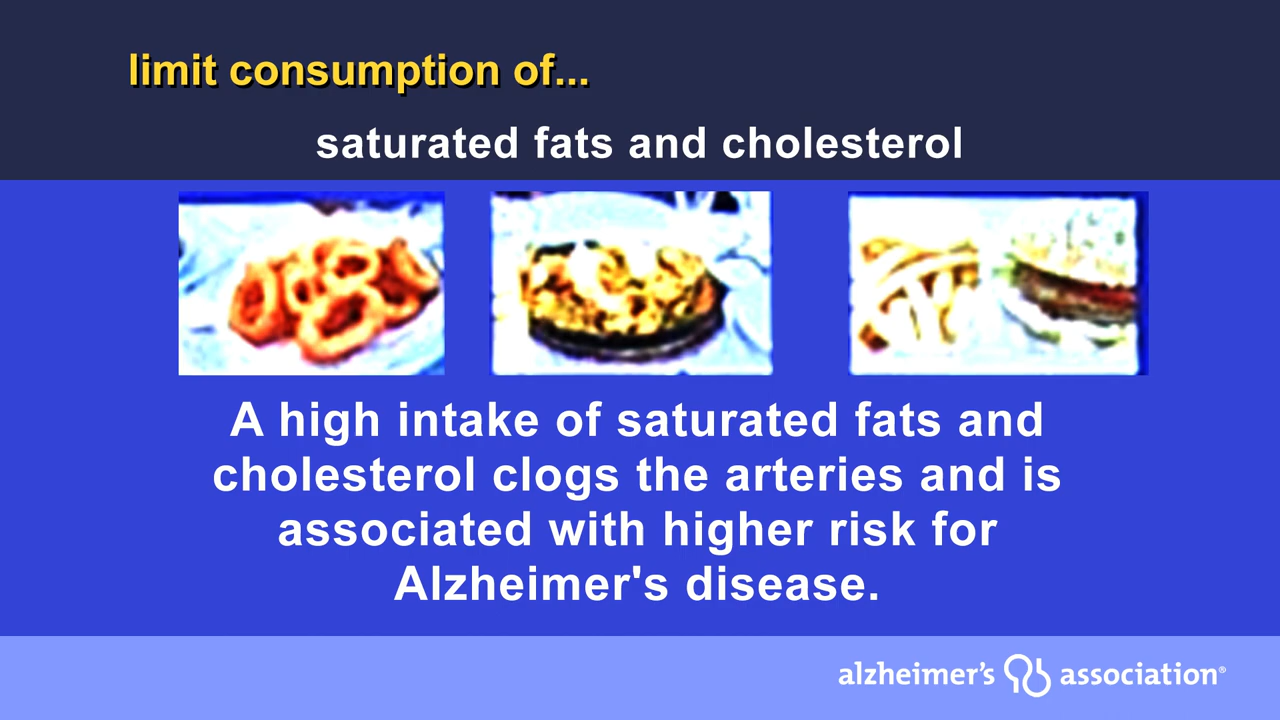 limit consumption of...
saturated fats and cholesterol
A high intake of saturated fats and
cholesterol clogs the arteries and is
associated with higher risk for
Alzheimer's disease.
alzheimer's association®